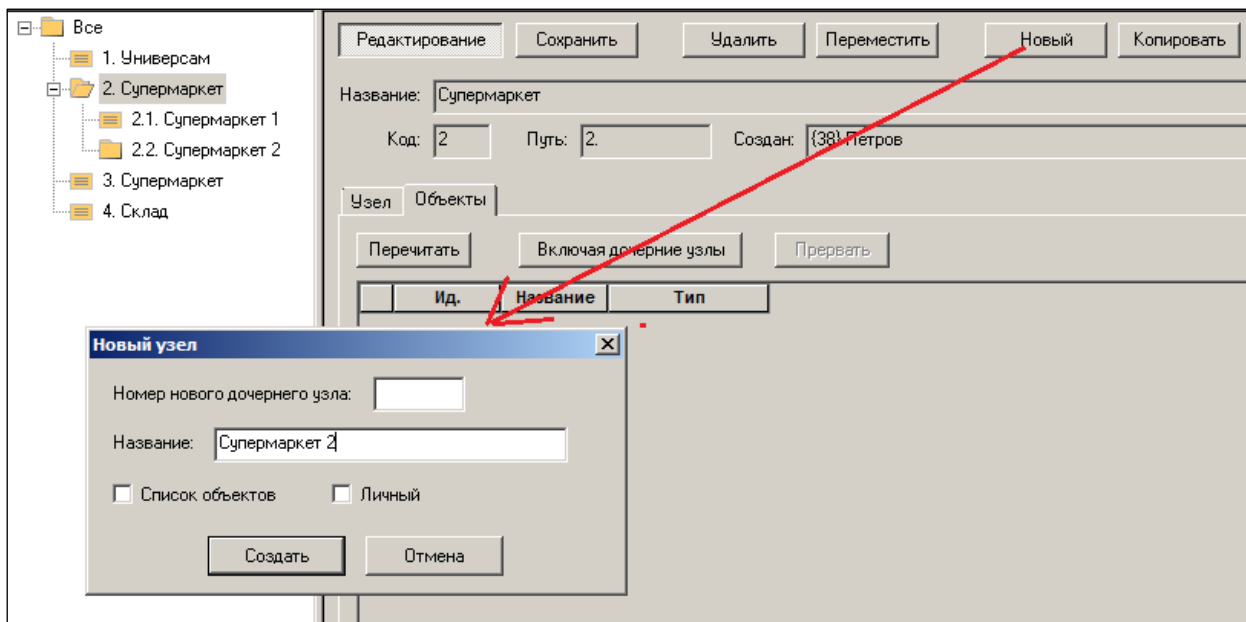 Все
1. Универсам
2. Супермаркет
2.1. Супермаркет 1
2.2. Супермаркет 2
3. Супермаркет
4. Склад
Редактирование Сохранить Удалить Переместить Новый Копировать
Название: Супермаркет
Код: 2 Путь: 2. Создан: {38} Петров
Узел Объекты
Перечитать Включая дочерние узлы Прервать
Ид. Название Тип
Новый узел
Номер нового дочернего узла:
Название: Супермаркет 2
Список объектов Личный
Создать Отмена